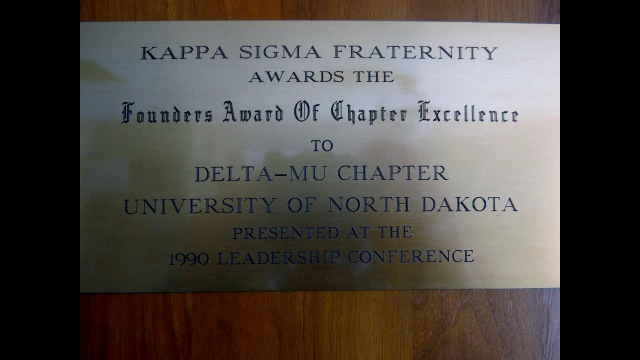 KAPPA SIGMA FRATERNITY
AWARDS THE
Founders Award Of Chapter Excellence
TO
DELTA-MU CHAPTER
UNIVERSITY OF NORTH DAKOTA
PRESENTED AT THE
1990 LEADERSHIP CONFERENCE